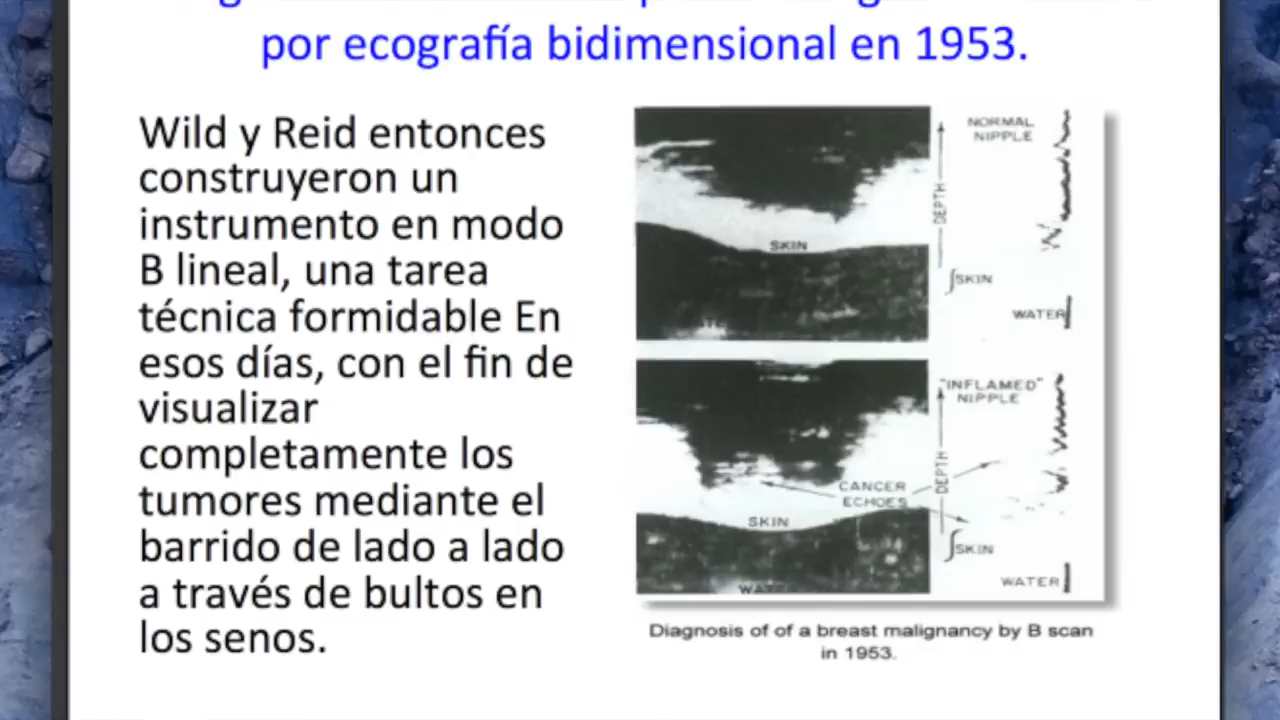 por ecografía bidimensional en 1953.
Wild y Reid entonces
construyeron un
instrumento en modo
B lineal, una tarea
técnica formidable En
esos días, con el fin de
visualizar
completamente los
tumores mediante el
barrido de lado a lado
a través de bultos en
los senos.
NORMAL
NIPPLE
DEPTH
SKIN
SKIN
WATER
"INFLAMED"
NIPPLE
DEPTH
CANCER
ECHOES
SKIN
SKIN
WATER
WATER
Diagnosis of of a breast malignancy by B scan
in 1953.